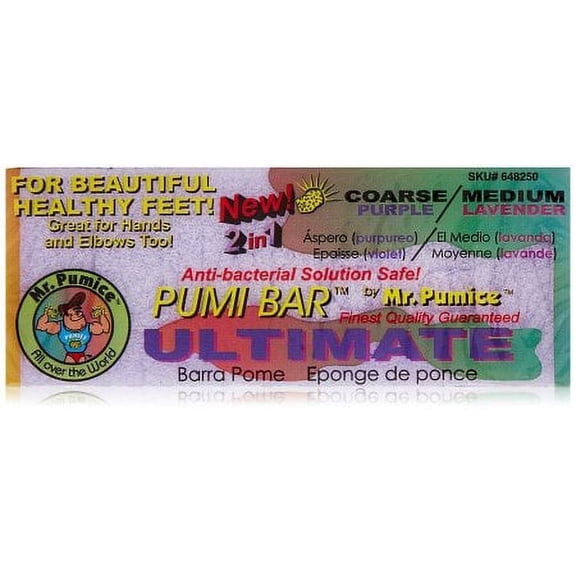 SKU# 648250
FOR BEAUTIFUL
HEALTHY FEET!
Great for Hands
and Elbows Too!
New!
2 in 1
COARSE / MEDIUM
PURPLE LAVENDER
Áspero (purpureo) / El Medio (lavanda)
Epaisse (violet) / Moyenne (lavande)
Anti-bacterial Solution Safe!
PUMI BAR™ by Mr. Pumice™
Finest Quality Guaranteed
ULTIMATE
Barra Pome Eponge de ponce
Mr. Pumice™
PUMICE
All over the World